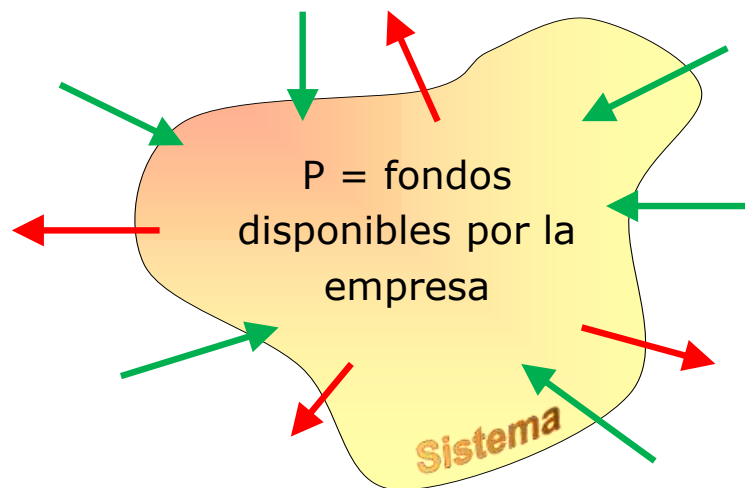 P = fondos
disponibles por la
empresa
Sistema